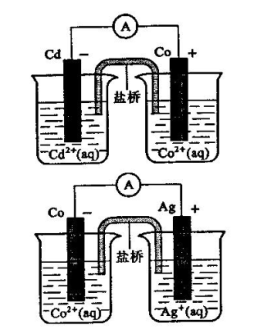 A
Cd − Co +
盐桥
Cd²⁺(aq) Co²⁺(aq)
A
Co − Ag +
盐桥
Co²⁺(aq) Ag⁺(aq)